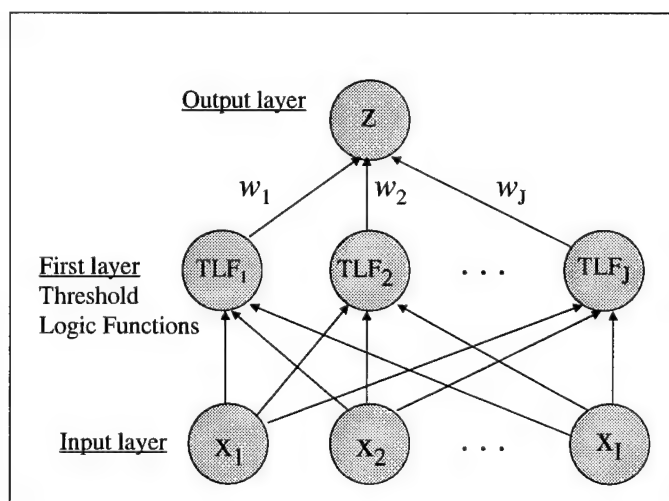 Output layer
z
w1 w2 wJ
First layer
Threshold
Logic Functions
TLF1 TLF2 . . . TLFJ
Input layer
x1 x2 . . . xI